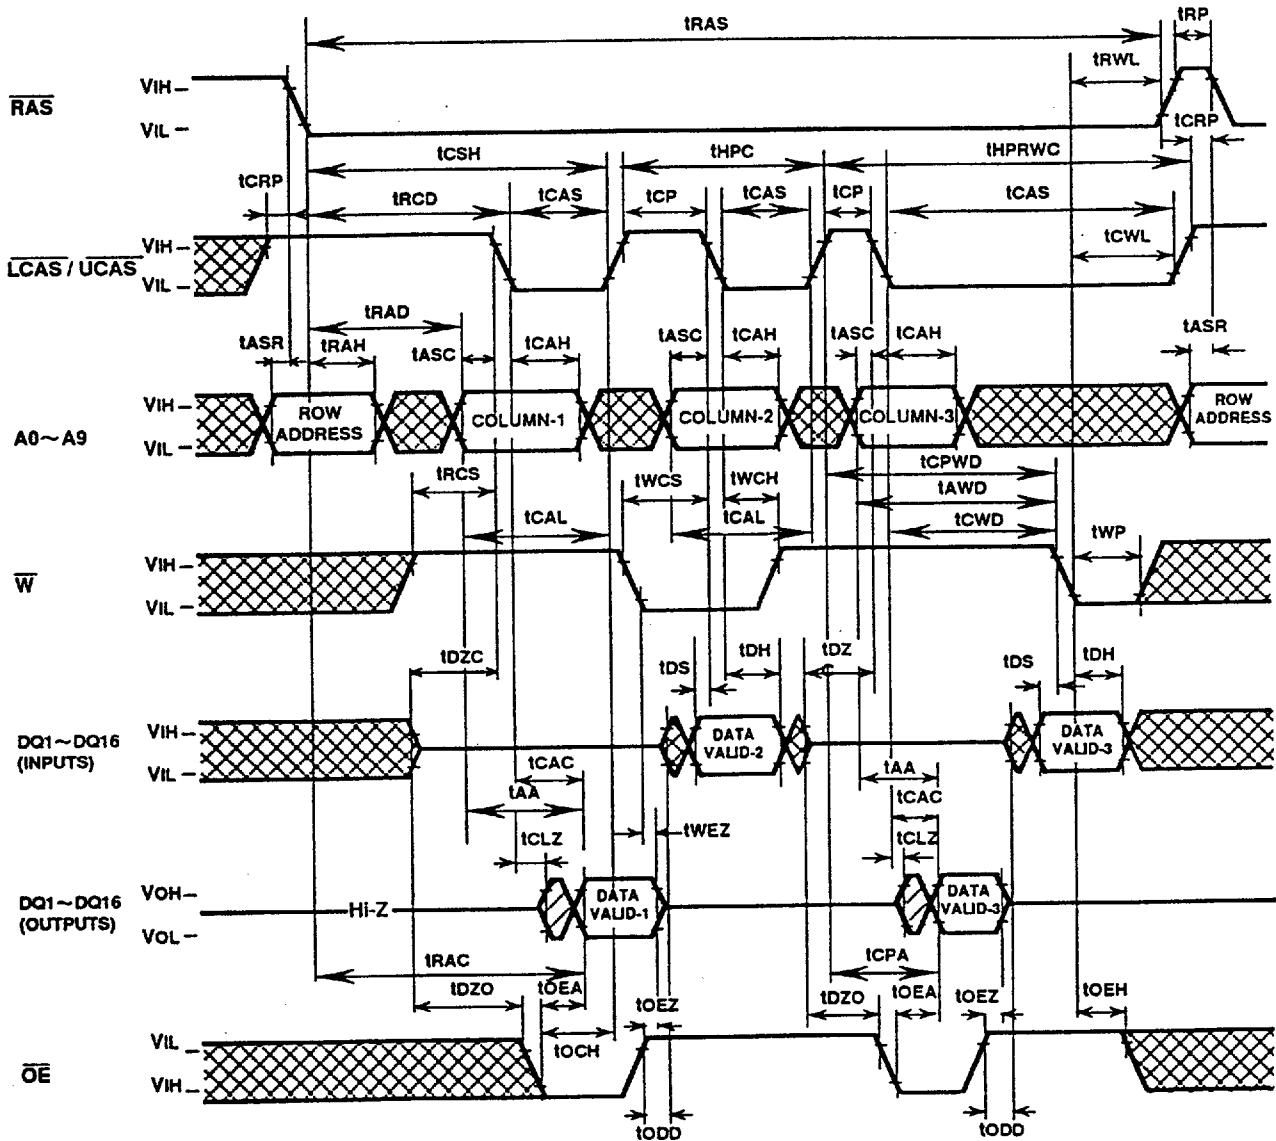 tRAS
tRP
tRWL
RAS
VIH
VIL
tCRP
tCSH
tHPC
tHPRWC
tCRP
tRCD
tCAS
tCP
tCAS
tCP
tCAS
tCWL
LCAS / UCAS
VIH
VIL
tRAD
tASR
tRAH
tASC
tCAH
tASC
tCAH
tASC
tCAH
tASR
A0~A9
VIH
VIL
ROW ADDRESS
COLUMN-1
COLUMN-2
COLUMN-3
ROW ADDRESS
tRCS
tWCS
tWCH
tCPWD
tAWD
tCAL
tCAL
tCWD
tWP
W
VIH
VIL
tDZC
tDS
tDH
tDZ
tDS
tDH
DQ1~DQ16
(INPUTS)
VIH
VIL
DATA VALID-2
DATA VALID-3
tCAC
tAA
tAA
tCAC
tCLZ
tWEZ
tCLZ
DQ1~DQ16
(OUTPUTS)
VOH
VOL
Hi-Z
DATA VALID-1
DATA VALID-3
tRAC
tCPA
tDZO
tOEA
tOEZ
tDZO
tOEA
tOEZ
tOEH
tOCH
OE
VIL
VIH
tODD
tODD